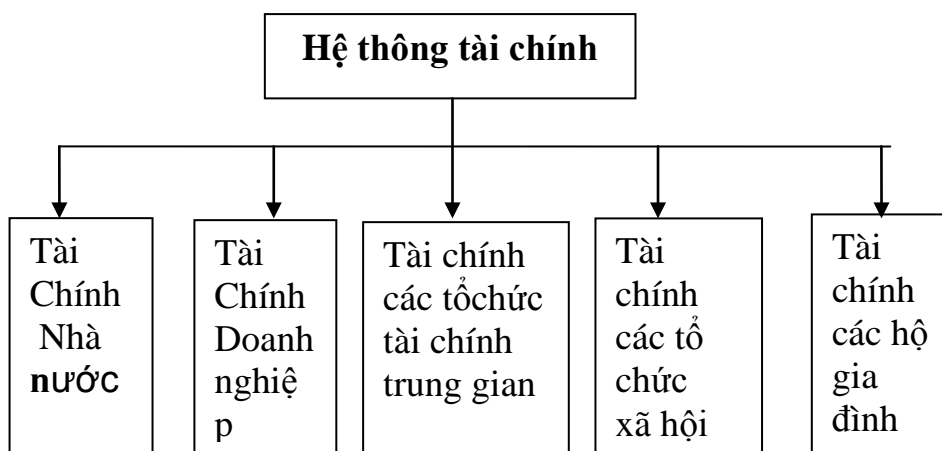 Hệ thông tài chính
Tài
Chính
Nhà
nước
Tài
Chính
Doanh
nghiệ
p
Tài chính
các tổchức
tài chính
trung gian
Tài
chính
các tổ
chức
xã hội
Tài
chính
các hộ
gia
đình